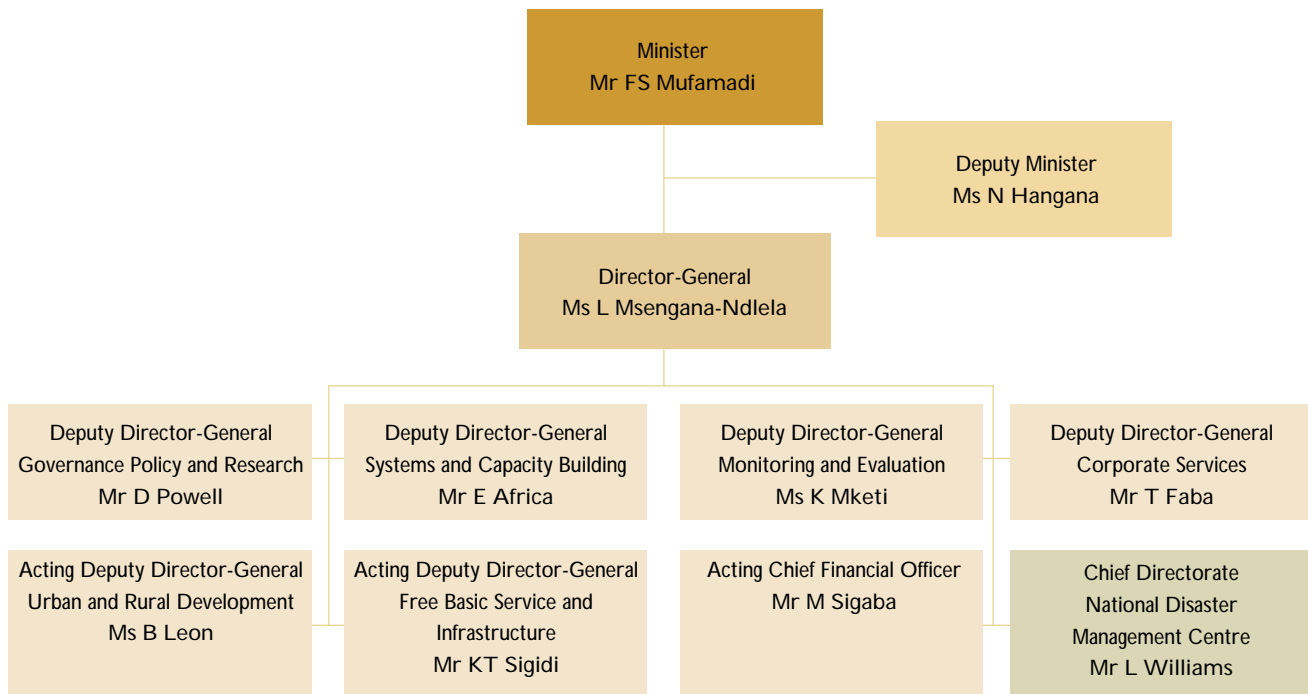 Minister
Mr FS Mufamadi
Deputy Minister
Ms N Hangana
Director-General
Ms L Msengana-Ndlela
Deputy Director-General
Governance Policy and Research
Mr D Powell
Deputy Director-General
Systems and Capacity Building
Mr E Africa
Deputy Director-General
Monitoring and Evaluation
Ms K Mketi
Deputy Director-General
Corporate Services
Mr T Faba
Acting Deputy Director-General
Urban and Rural Development
Ms B Leon
Acting Deputy Director-General
Free Basic Service and
Infrastructure
Mr KT Sigidi
Acting Chief Financial Officer
Mr M Sigaba
Chief Directorate
National Disaster
Management Centre
Mr L Williams